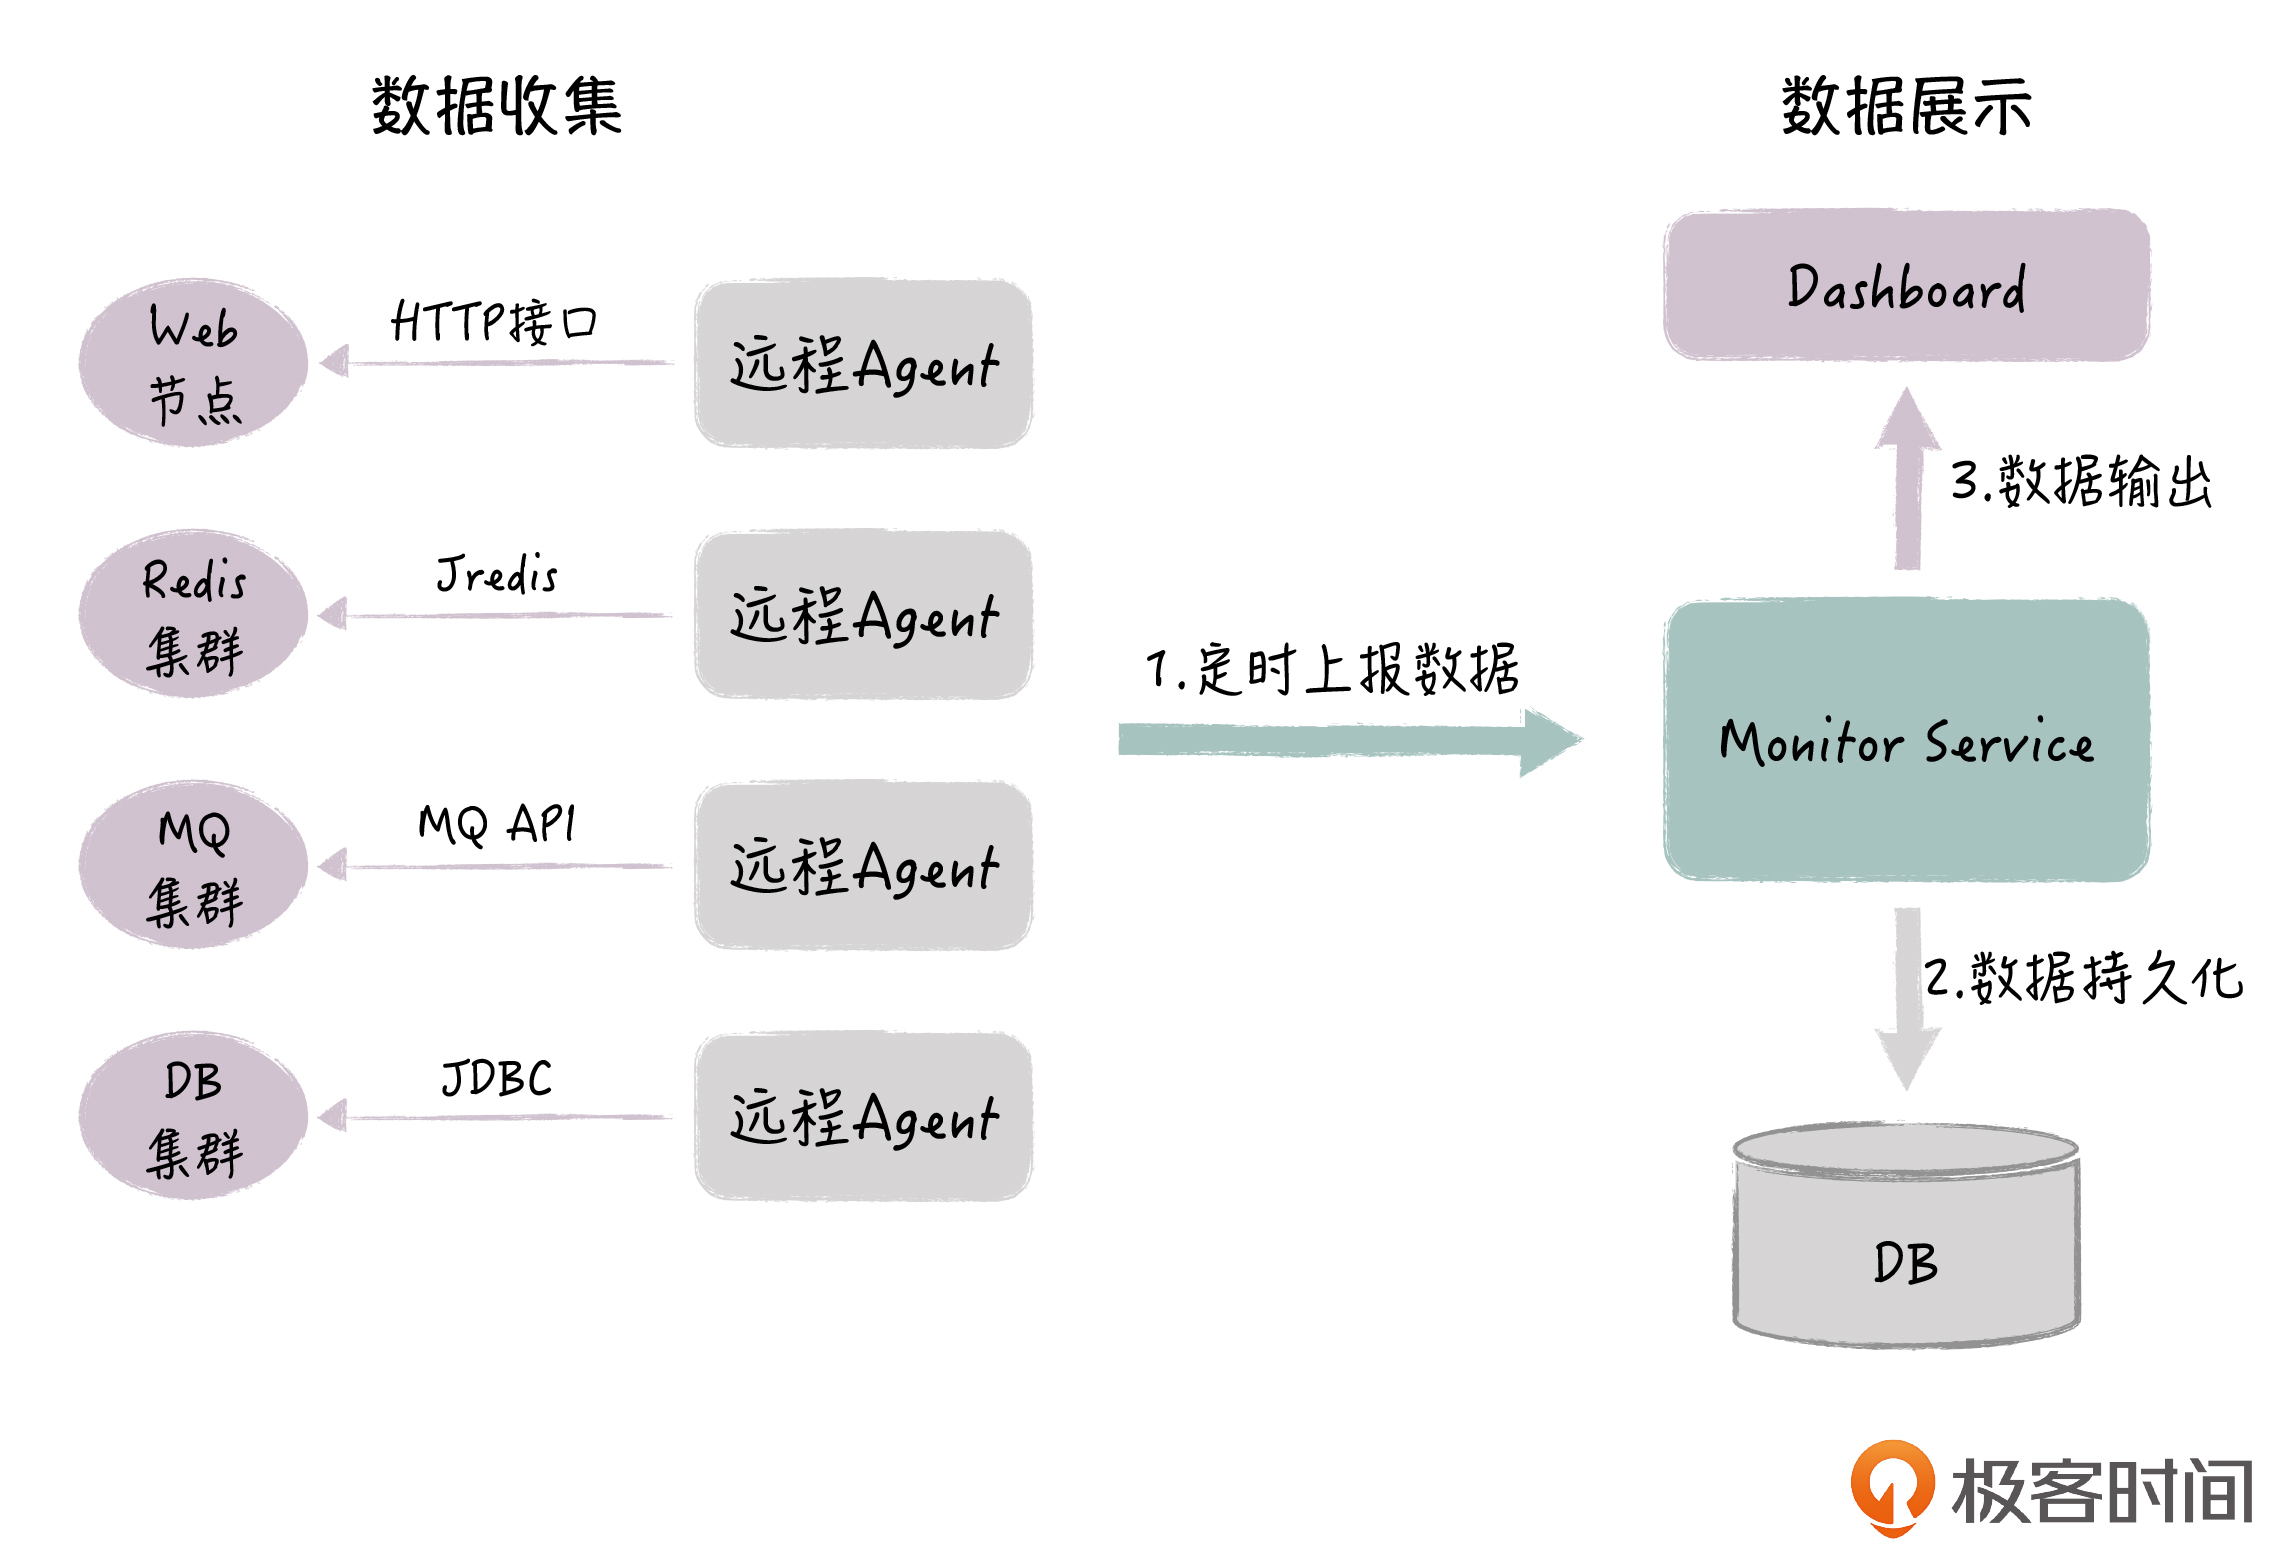 数据收集
数据展示
Web
节点
HTTP接口
远程Agent
Redis
集群
Jredis
远程Agent
MQ
集群
MQ API
远程Agent
DB
集群
JDBC
远程Agent
1.定时上报数据
Dashboard
3.数据输出
Monitor Service
2.数据持久化
DB
极客时间